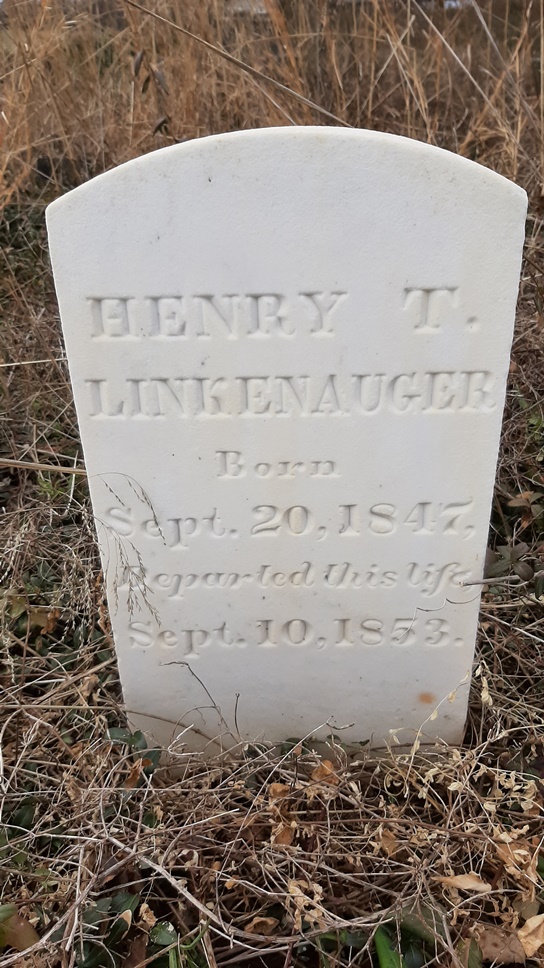 HENRY T.
LINKENAUGER
Born
Sept. 20, 1847,
Departed this life,
Sept. 10, 1853.